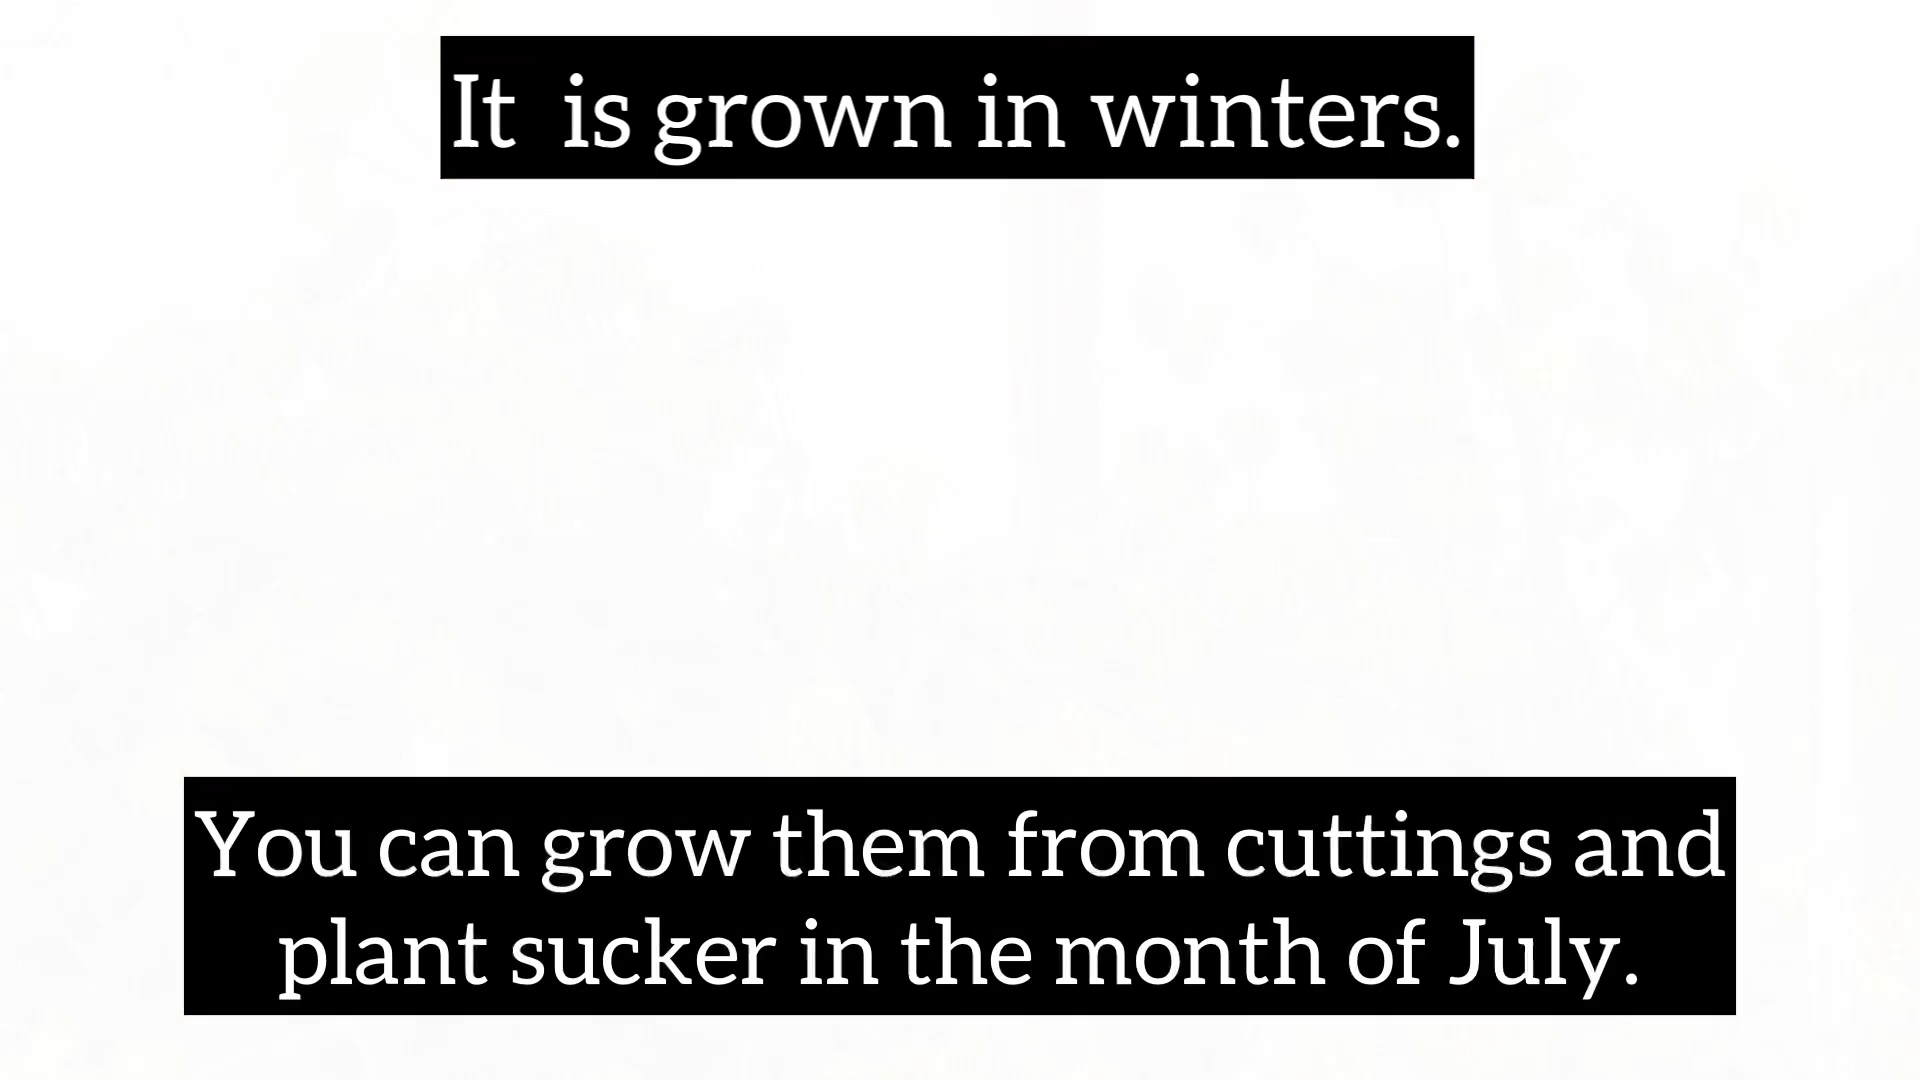 It  is grown in winters.
You can grow them from cuttings and
plant sucker in the month of July.